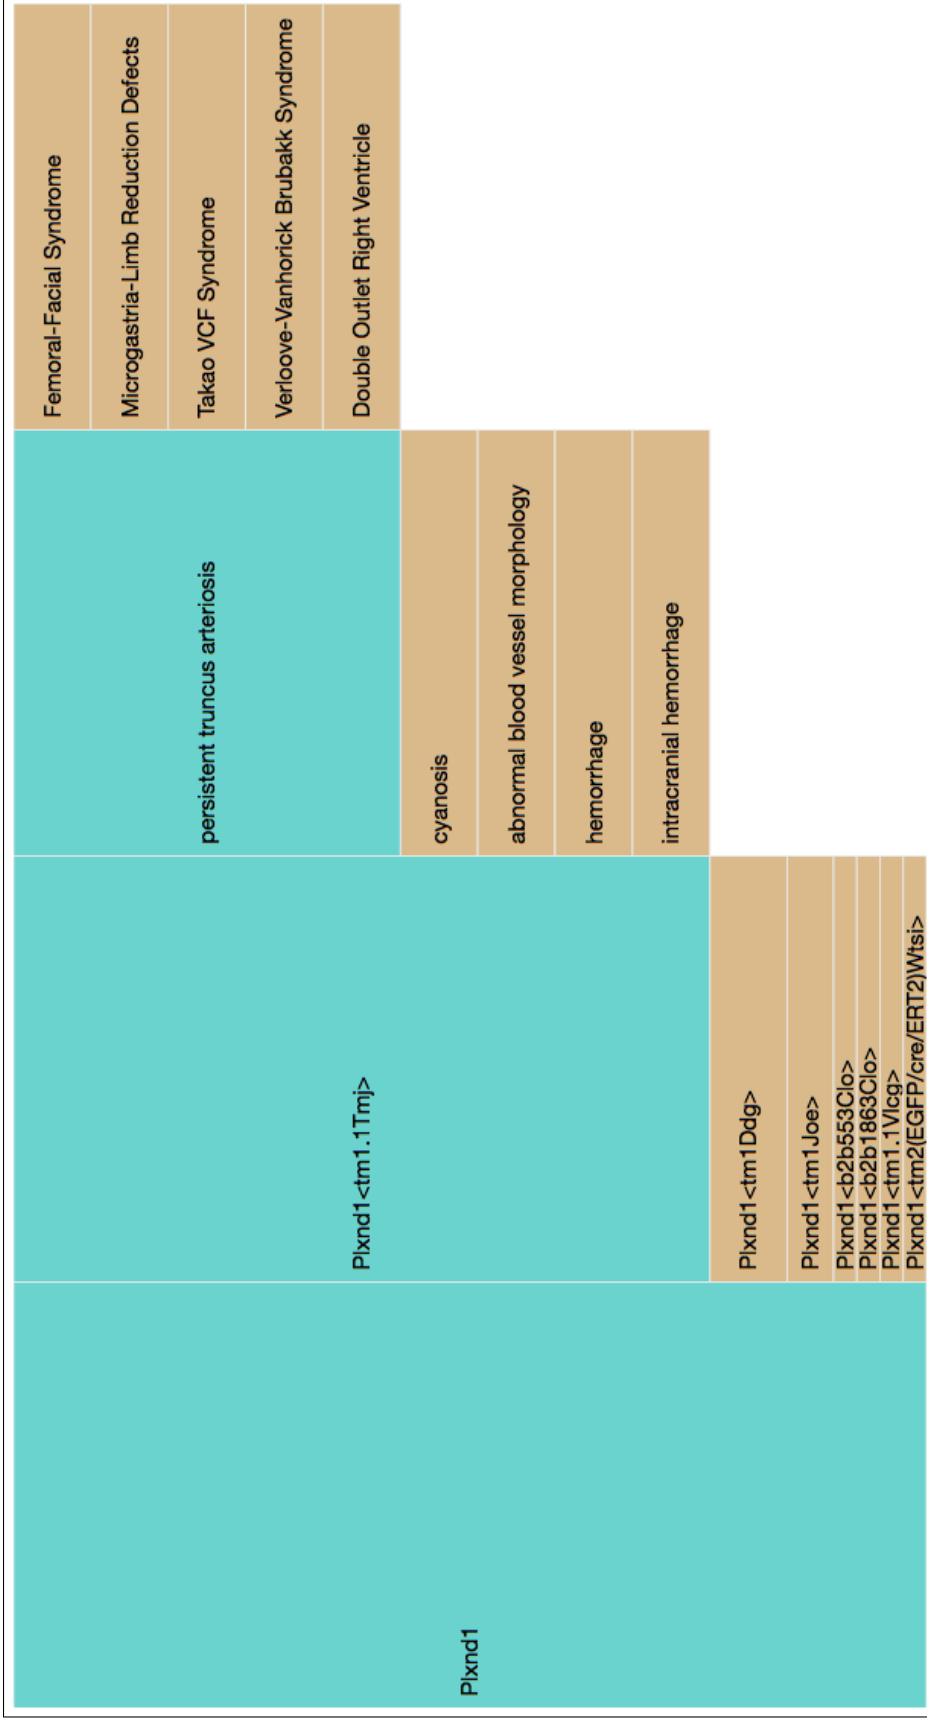 Plxnd1
Plxnd1<tm1.1Tmj>
Plxnd1<tm1Ddg>
Plxnd1<tm1Joe>
Plxnd1<b2b553Clo>
Plxnd1<b2b1863Clo>
Plxnd1<tm1.1Vlcg>
Plxnd1<tm2(EGFP/cre/ERT2)Wtsi>
persistent truncus arteriosis
cyanosis
abnormal blood vessel morphology
hemorrhage
intracranial hemorrhage
Femoral-Facial Syndrome
Microgastria-Limb Reduction Defects
Takao VCF Syndrome
Verloove-Vanhorick Brubakk Syndrome
Double Outlet Right Ventricle